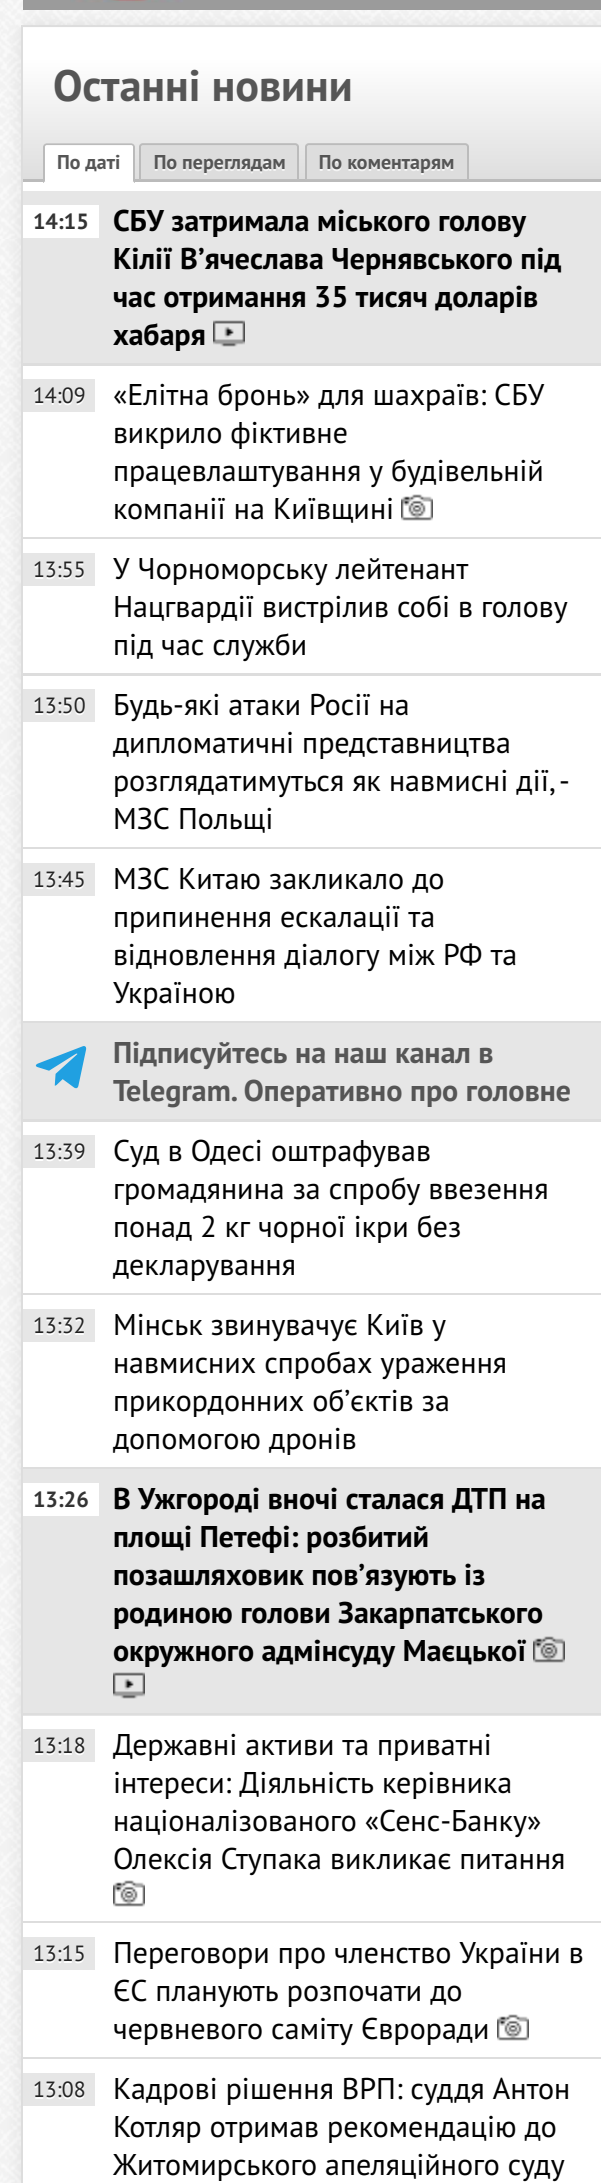 Останні новини
По даті
По переглядам
По коментарям
14:15
СБУ затримала міського голову
Кілії В’ячеслава Чернявського під
час отримання 35 тисяч доларів
хабаря
14:09
«Елітна бронь» для шахраїв: СБУ
викрило фіктивне
працевлаштування у будівельній
компанії на Київщині
13:55
У Чорноморську лейтенант
Нацгвардії вистрілив собі в голову
під час служби
13:50
Будь-які атаки Росії на
дипломатичні представництва
розглядатимуться як навмисні дії, -
МЗС Польщі
13:45
МЗС Китаю закликало до
припинення ескалації та
відновлення діалогу між РФ та
Україною
Підписуйтесь на наш канал в
Telegram. Оперативно про головне
13:39
Суд в Одесі оштрафував
громадянина за спробу ввезення
понад 2 кг чорної ікри без
декларування
13:32
Мінськ звинувачує Київ у
навмисних спробах ураження
прикордонних об’єктів за
допомогою дронів
13:26
В Ужгороді вночі сталася ДТП на
площі Петефі: розбитий
позашляховик пов’язують із
родиною голови Закарпатського
окружного адмінсуду Маєцької
13:18
Державні активи та приватні
інтереси: Діяльність керівника
націоналізованого «Сенс-Банку»
Олексія Ступака викликає питання
13:15
Переговори про членство України в
ЄС планують розпочати до
червневого саміту Євроради
13:08
Кадрові рішення ВРП: суддя Антон
Котляр отримав рекомендацію до
Житомирського апеляційного суду